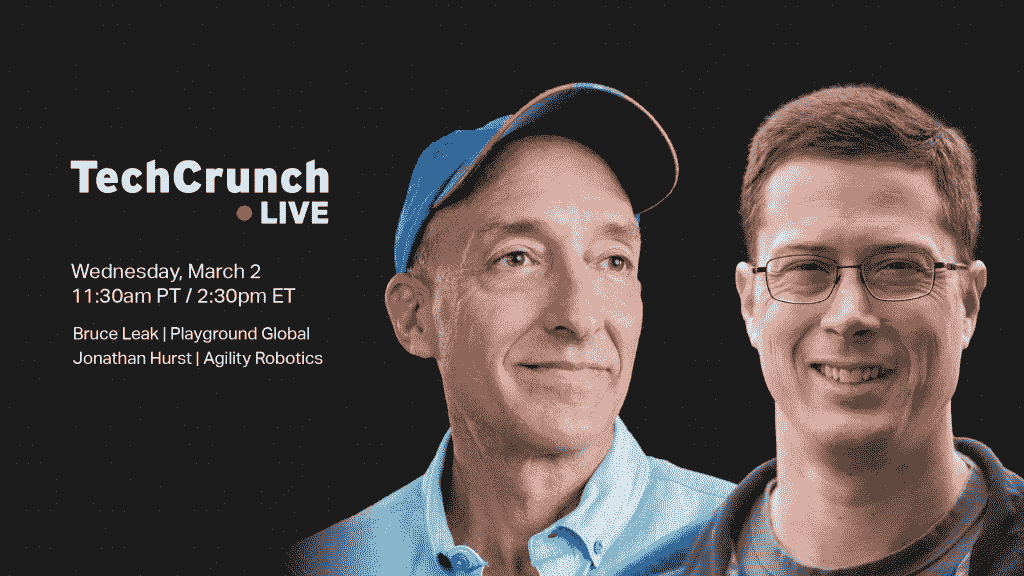 TechCrunch
LIVE
Wednesday, March 2
11:30am PT / 2:30pm ET
Bruce Leak | Playground Global
Jonathan Hurst | Agility Robotics